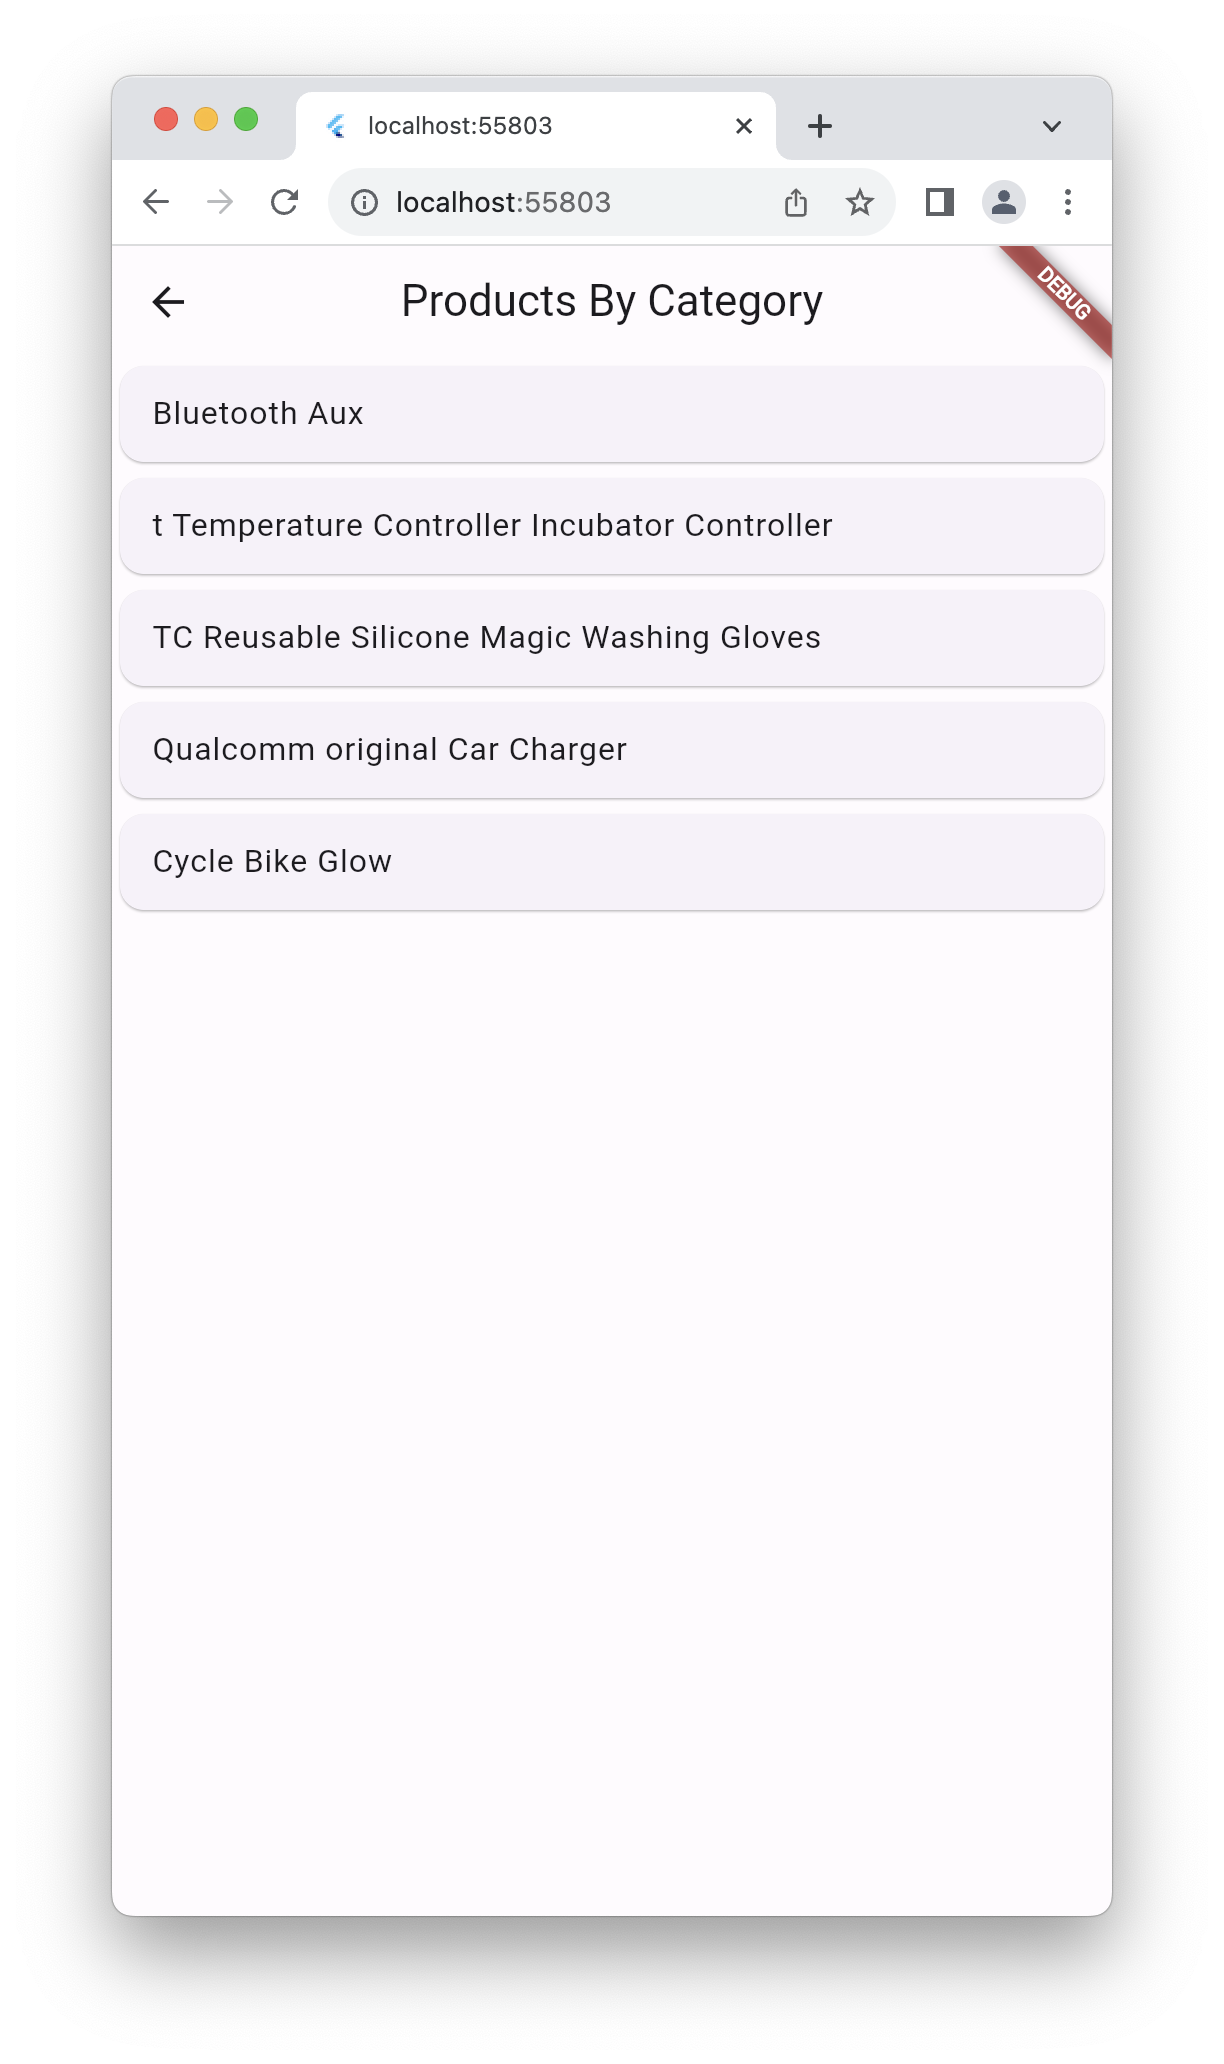 localhost:55803
localhost:55803
Products By Category
DEBUG
Bluetooth Aux
t Temperature Controller Incubator Controller
TC Reusable Silicone Magic Washing Gloves
Qualcomm original Car Charger
Cycle Bike Glow